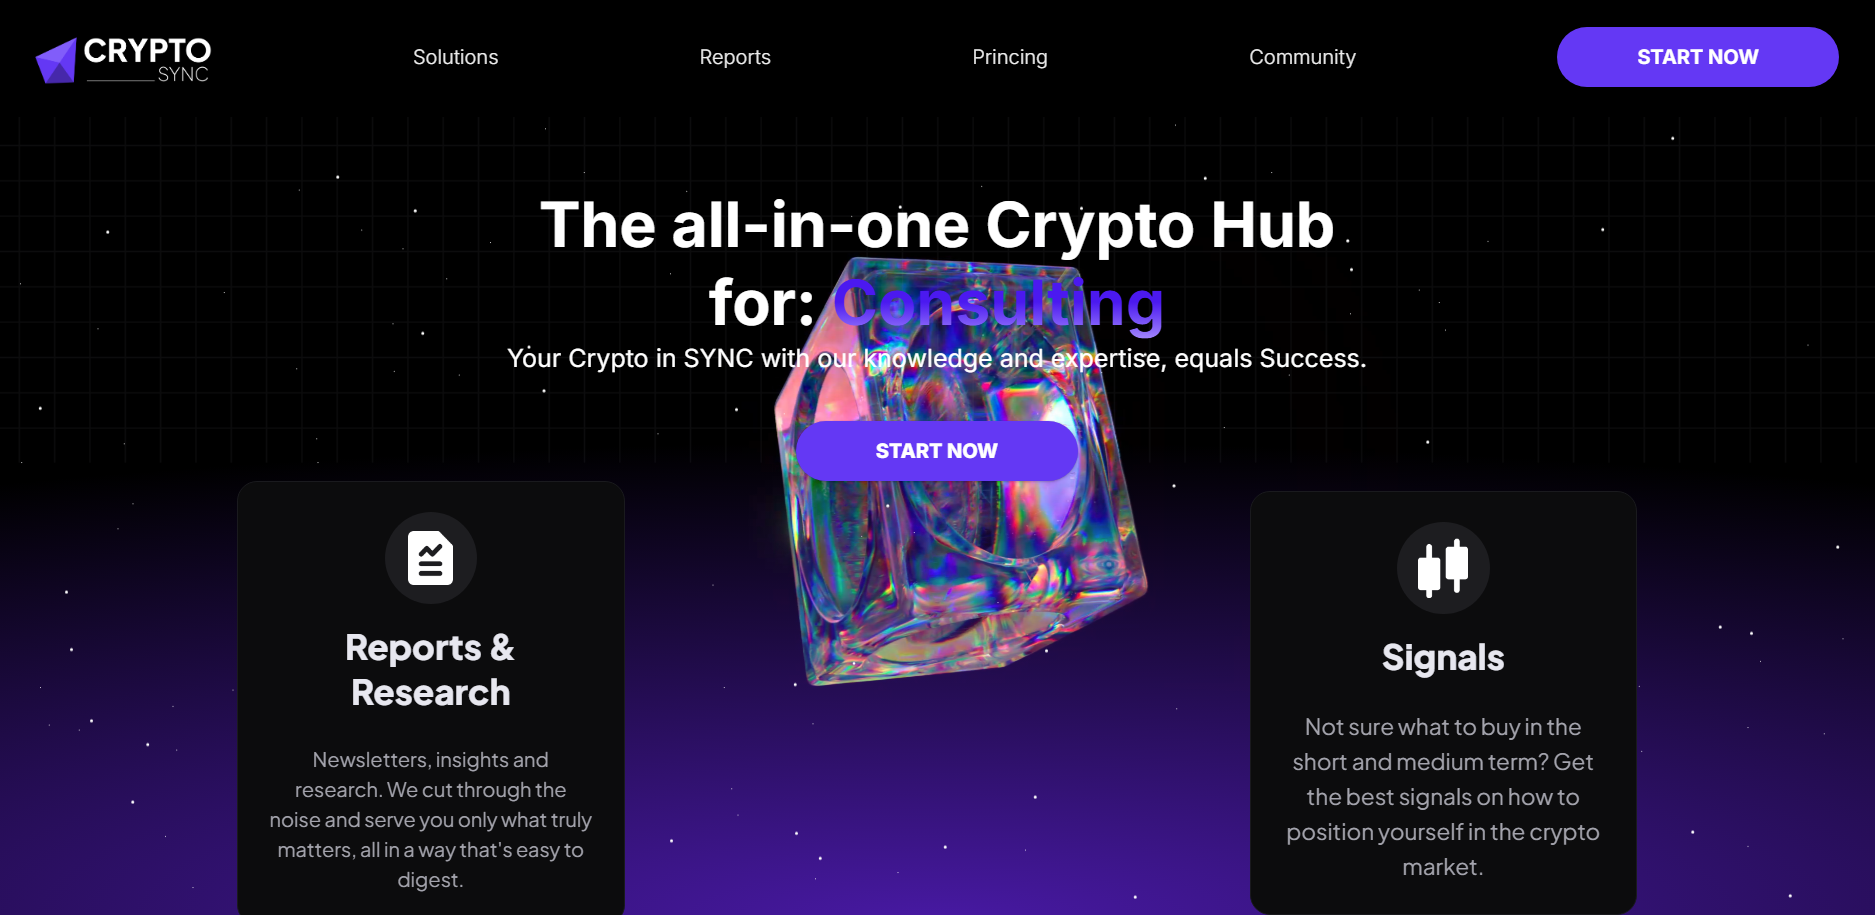 CRYPTO
SYNC
Solutions
Reports
Princing
Community
START NOW
The all-in-one Crypto Hub
for: Consulting
Your Crypto in SYNC with our knowledge and expertise, equals Success.
START NOW
Reports &
Research
Newsletters, insights and
research. We cut through the
noise and serve you only what truly
matters, all in a way that's easy to
digest.
Signals
Not sure what to buy in the
short and medium term? Get
the best signals on how to
position yourself in the crypto
market.